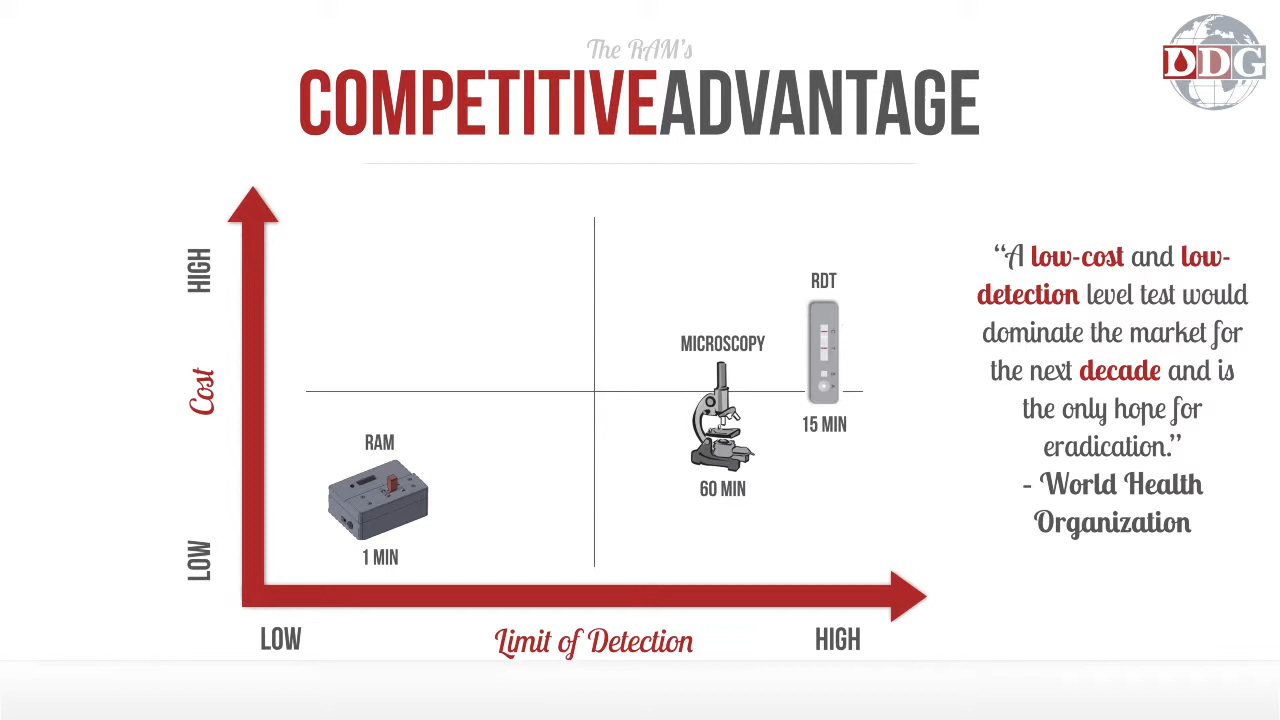 The RAM's
COMPETITIVEADVANTAGE
DDG
HIGH
Cost
LOW
RDT
15 MIN
MICROSCOPY
60 MIN
RAM
1 MIN
LOW
Limit of Detection
HIGH
“A low-cost and low-
detection level test would
dominate the market for
the next decade and is
the only hope for
eradication.”
- World Health
Organization